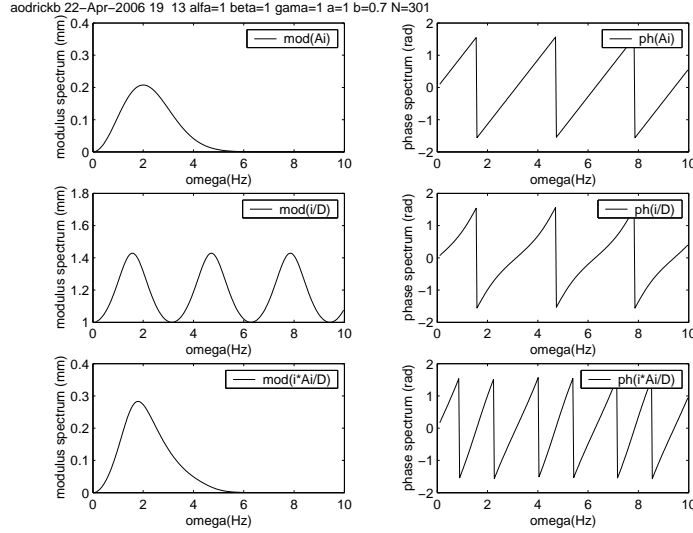 aodrickb 22−Apr−2006 19 13 alfa=1 beta=1 gama=1 a=1 b=0.7 N=301
mod(Ai)
modulus spectrum (mm)
0.4
0.3
0.2
0.1
0
0 2 4 6 8 10
omega(Hz)
ph(Ai)
phase spectrum (rad)
2
1
0
−1
−2
0 2 4 6 8 10
omega(Hz)
mod(i/D)
modulus spectrum (mm)
1.8
1.6
1.4
1.2
1
0 2 4 6 8 10
omega(Hz)
ph(i/D)
phase spectrum (rad)
2
1
0
−1
−2
0 2 4 6 8 10
omega(Hz)
mod(i*Ai/D)
modulus spectrum (mm)
0.4
0.3
0.2
0.1
0
0 2 4 6 8 10
omega(Hz)
ph(i*Ai/D)
phase spectrum (rad)
2
1
0
−1
−2
0 2 4 6 8 10
omega(Hz)